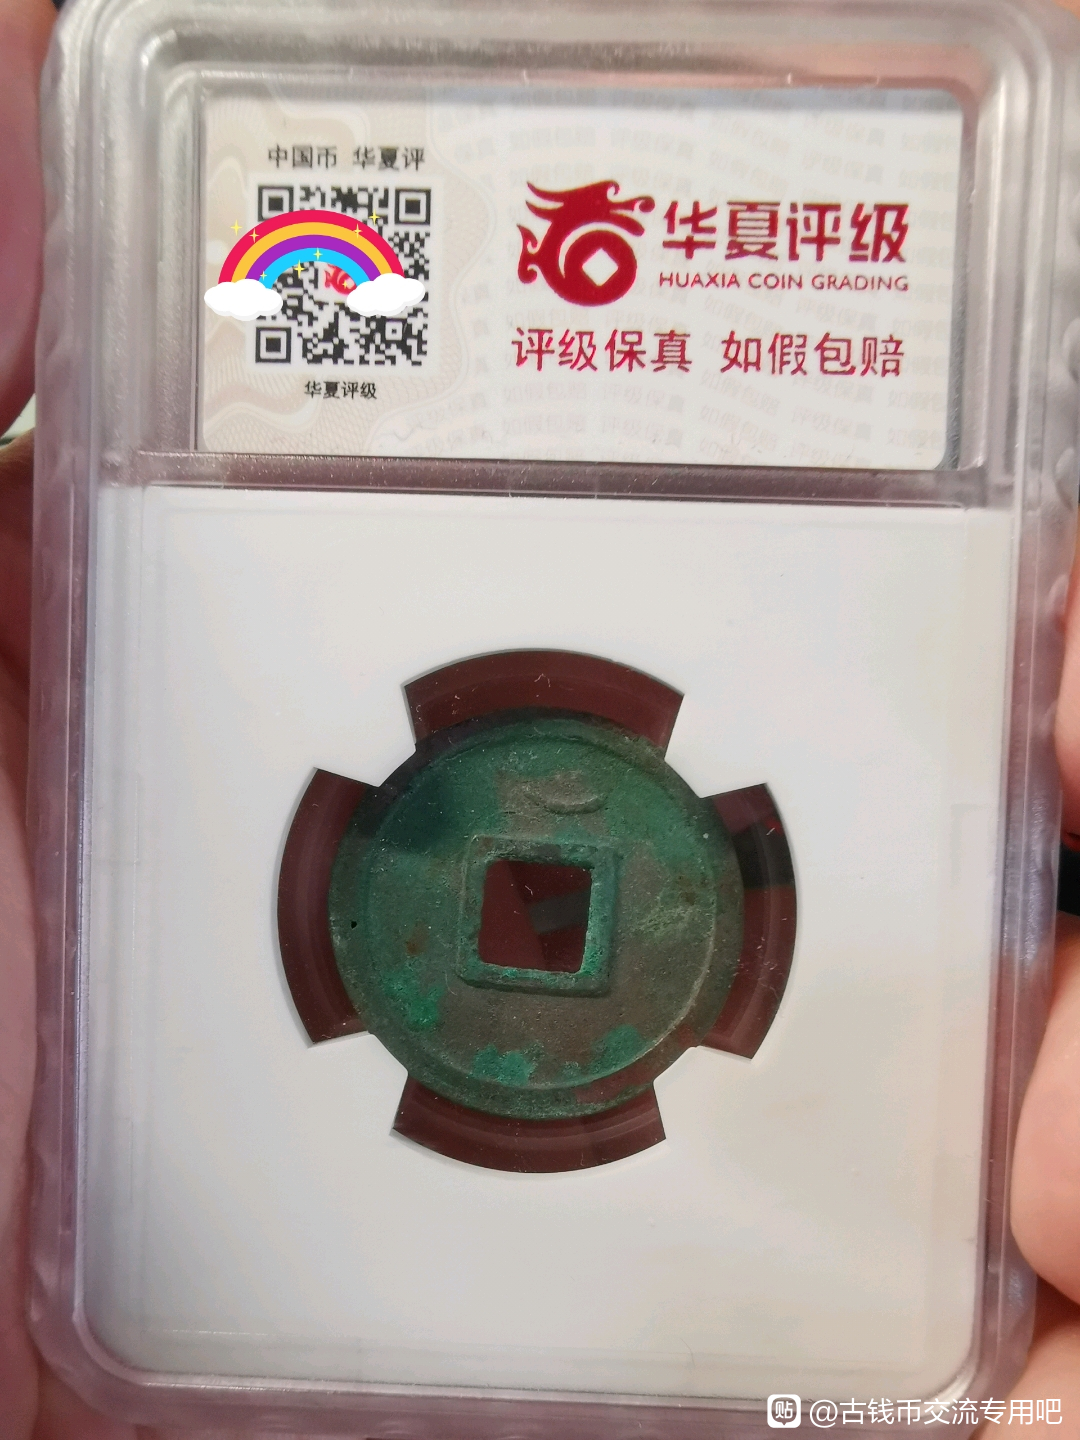 中国币 华夏评
华夏评级
华夏评级
HUAXIA COIN GRADING
评级保真 如假包赔
贴 @古钱币交流专用吧